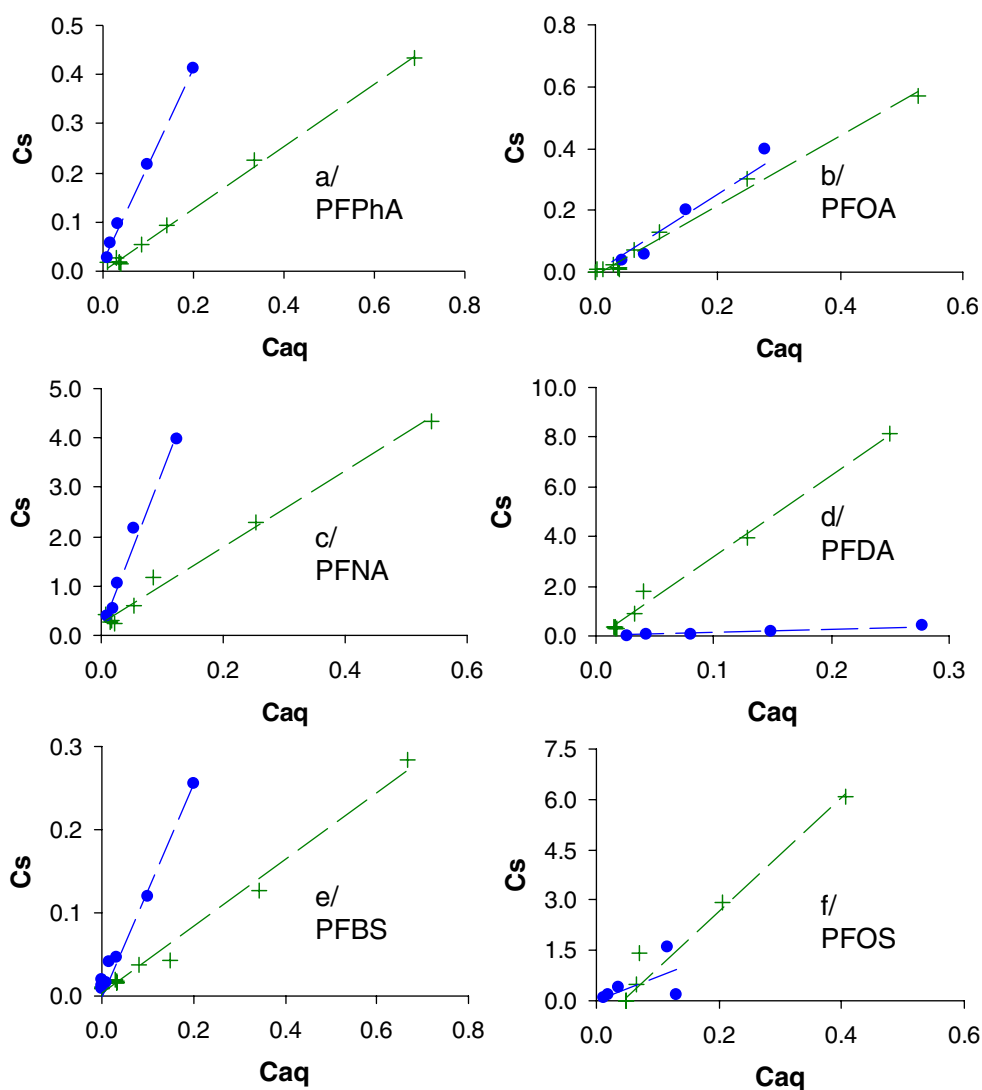 0.5
0.4
0.3
0.2
0.1
0.0
Cs
a/
PFPhA
0.0 0.2 0.4 0.6 0.8
Caq
0.8
0.6
0.4
0.2
0.0
Cs
b/
PFOA
0.0 0.2 0.4 0.6
Caq
5.0
4.0
3.0
2.0
1.0
0.0
Cs
c/
PFNA
0.0 0.2 0.4 0.6
Caq
10.0
8.0
6.0
4.0
2.0
0.0
Cs
d/
PFDA
0.0 0.1 0.2 0.3
Caq
0.3
0.2
0.1
0.0
Cs
e/
PFBS
0.0 0.2 0.4 0.6 0.8
Caq
7.5
6.0
4.5
3.0
1.5
0.0
Cs
f/
PFOS
0.0 0.2 0.4 0.6
Caq